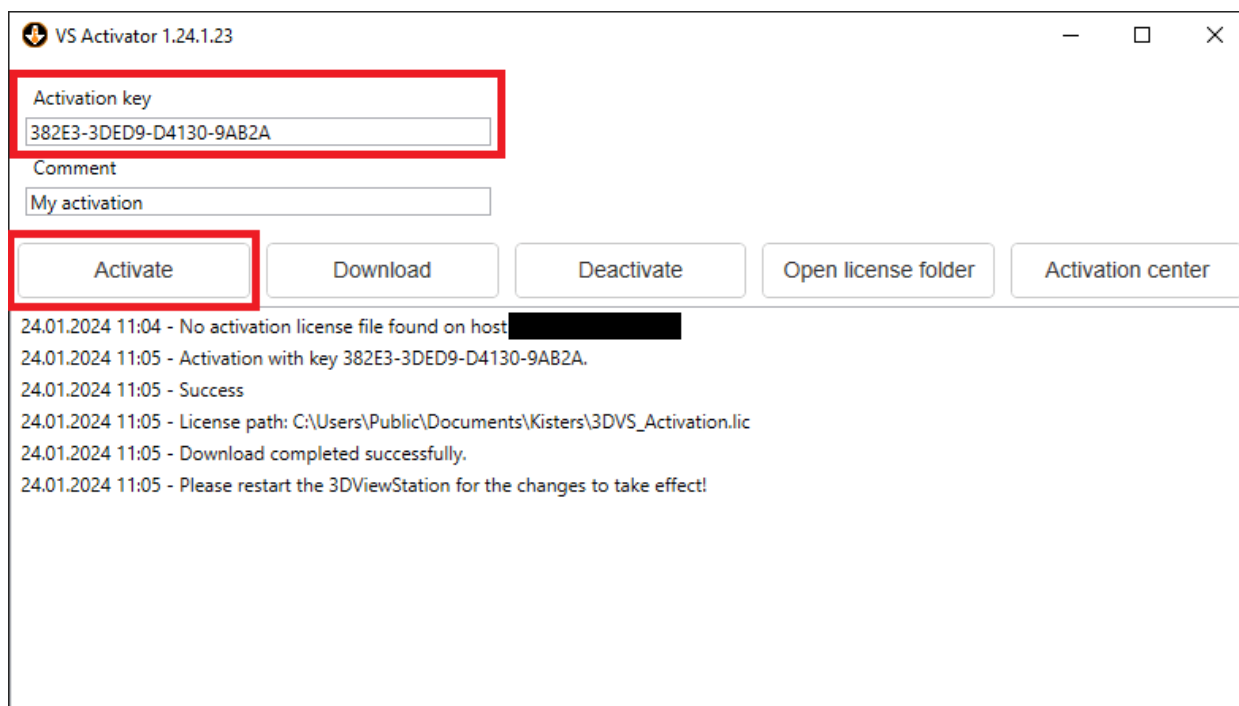 VS Activator 1.24.1.23
Activation key
382E3-3DED9-D4130-9AB2A
Comment
My activation
Activate Download Deactivate Open license folder Activation center
24.01.2024 11:04 - No activation license file found on host
24.01.2024 11:05 - Activation with key 382E3-3DED9-D4130-9AB2A.
24.01.2024 11:05 - Success
24.01.2024 11:05 - License path: C:\Users\Public\Documents\Kisters\3DVS_Activation.lic
24.01.2024 11:05 - Download completed successfully.
24.01.2024 11:05 - Please restart the 3DViewStation for the changes to take effect!